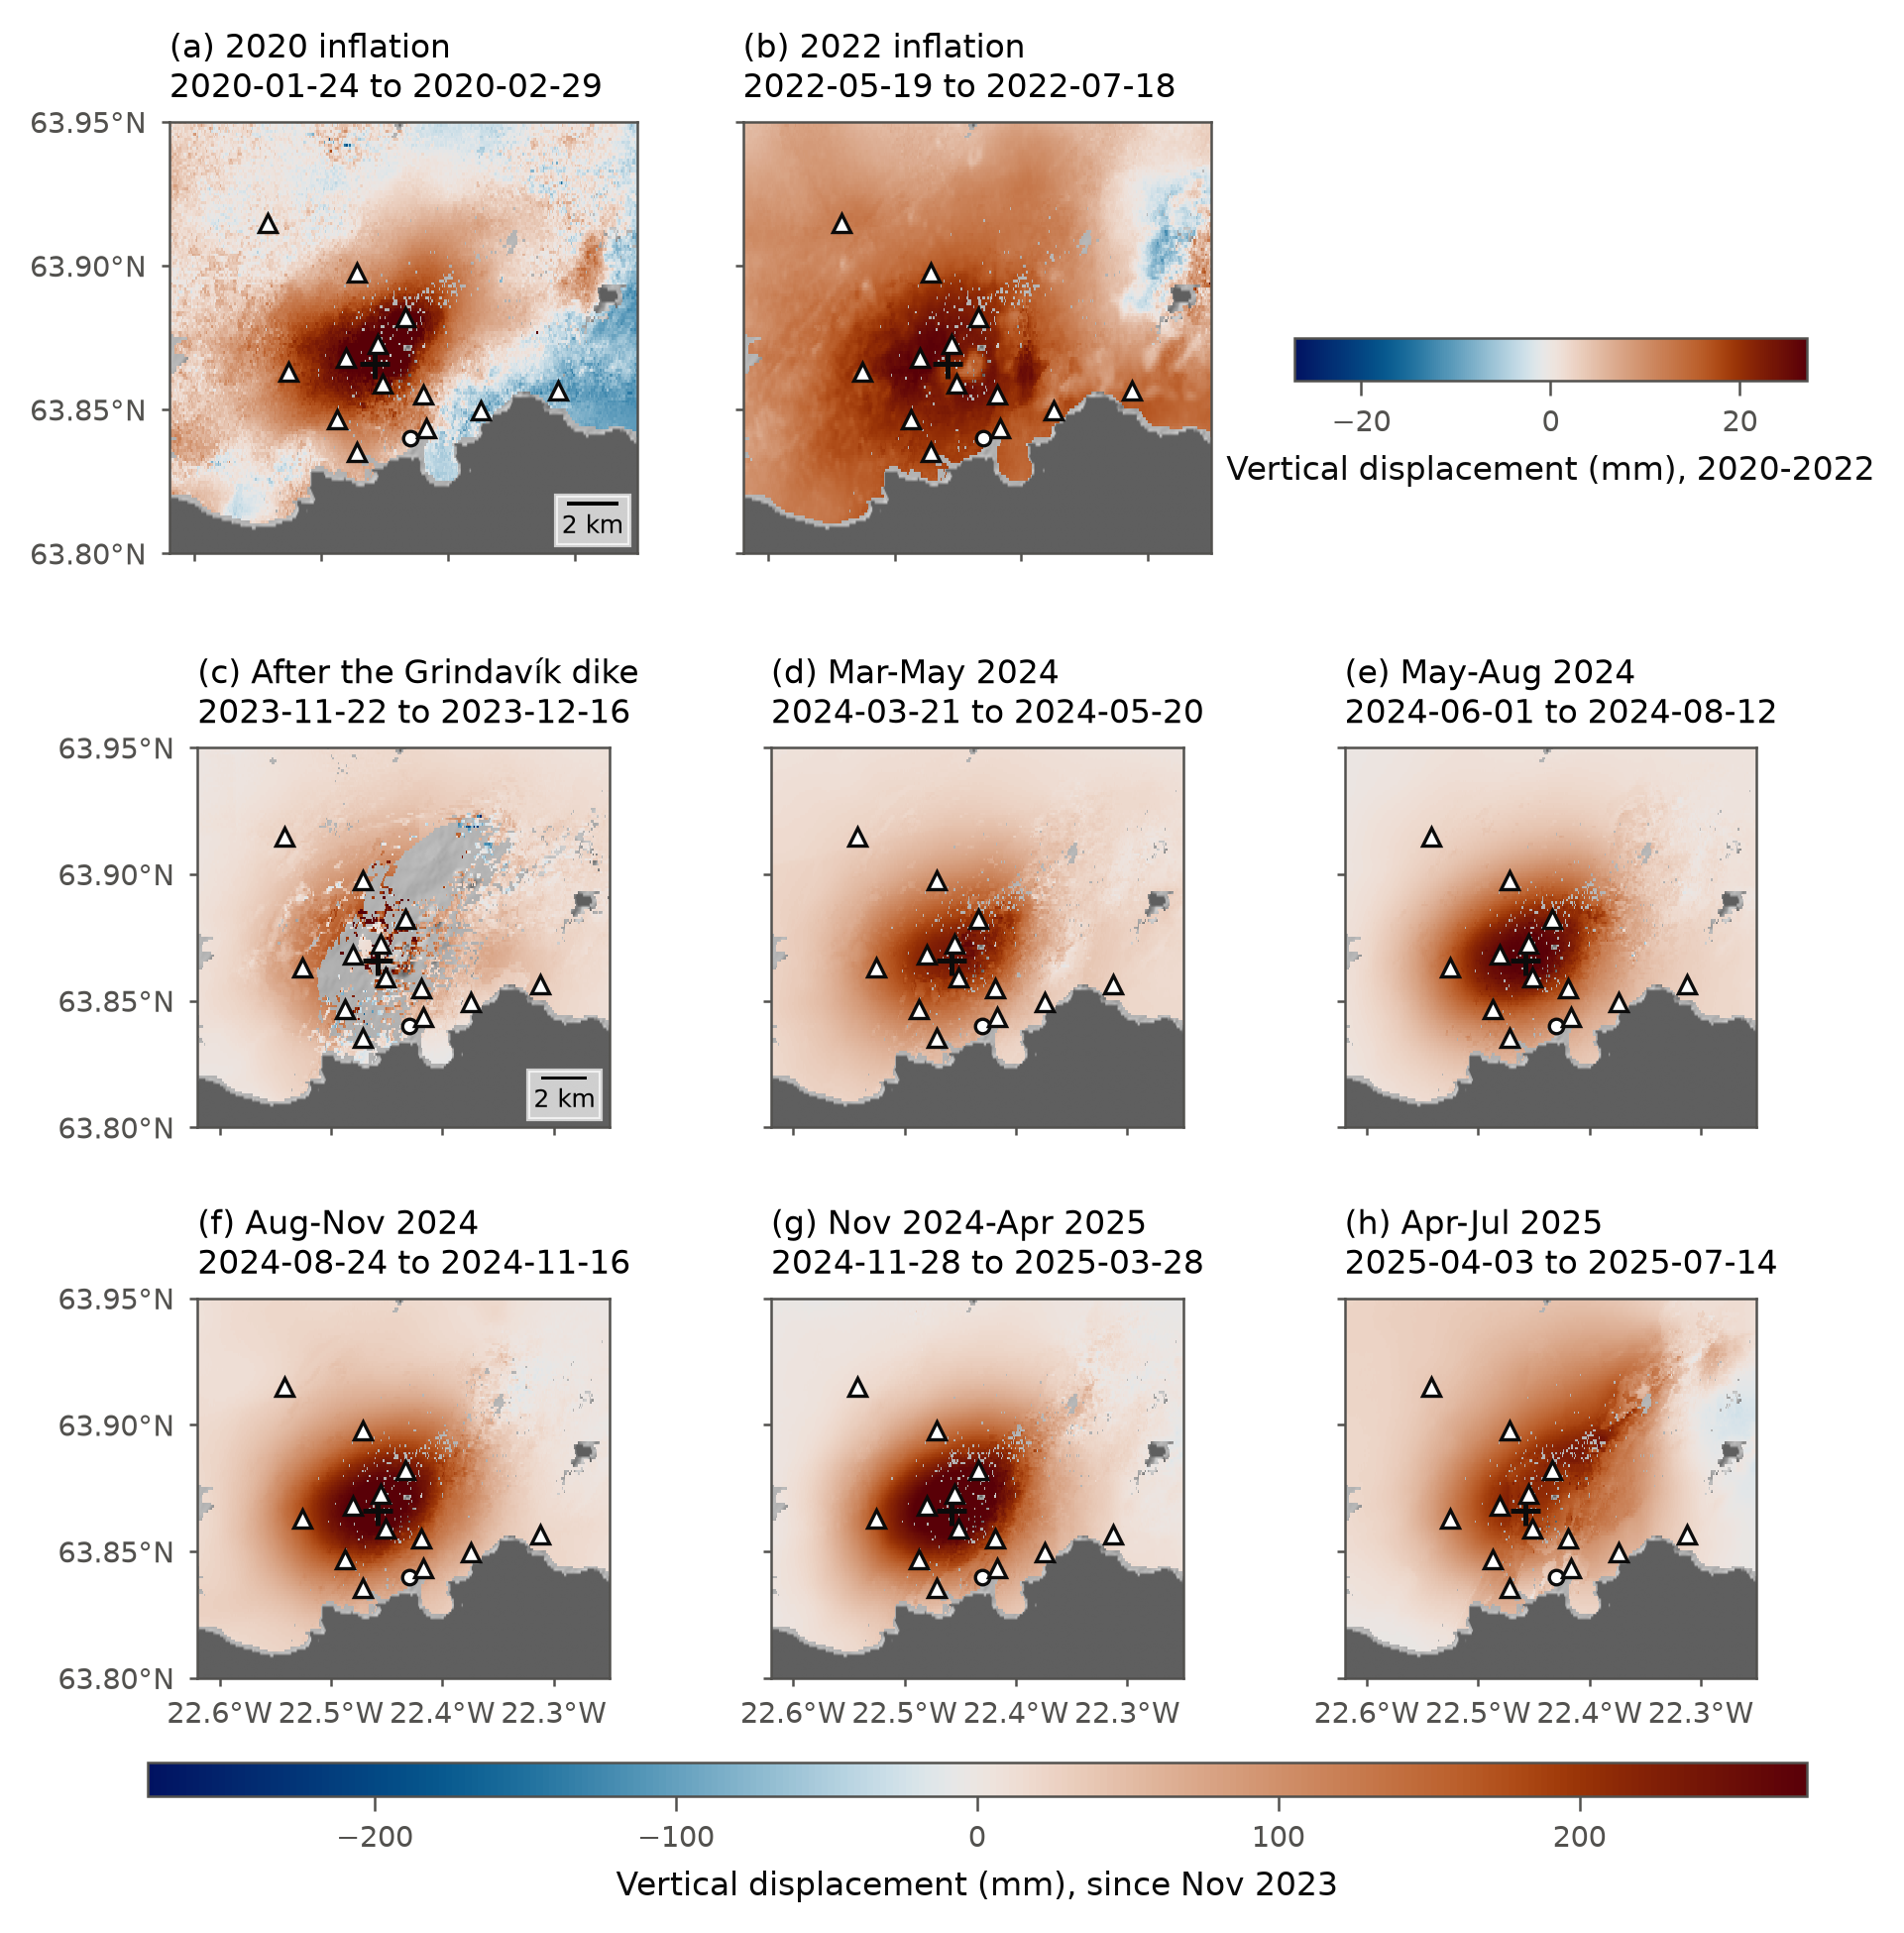 (a) 2020 inflation
2020-01-24 to 2020-02-29
(b) 2022 inflation
2022-05-19 to 2022-07-18
63.95°N
63.90°N
63.85°N
63.80°N
2 km
−20 0 20
Vertical displacement (mm), 2020-2022
(c) After the Grindavík dike
2023-11-22 to 2023-12-16
(d) Mar-May 2024
2024-03-21 to 2024-05-20
(e) May-Aug 2024
2024-06-01 to 2024-08-12
63.95°N
63.90°N
63.85°N
63.80°N
2 km
(f) Aug-Nov 2024
2024-08-24 to 2024-11-16
(g) Nov 2024-Apr 2025
2024-11-28 to 2025-03-28
(h) Apr-Jul 2025
2025-04-03 to 2025-07-14
63.95°N
63.90°N
63.85°N
63.80°N
22.6°W 22.5°W 22.4°W 22.3°W
22.6°W 22.5°W 22.4°W 22.3°W
22.6°W 22.5°W 22.4°W 22.3°W
−200 −100 0 100 200
Vertical displacement (mm), since Nov 2023